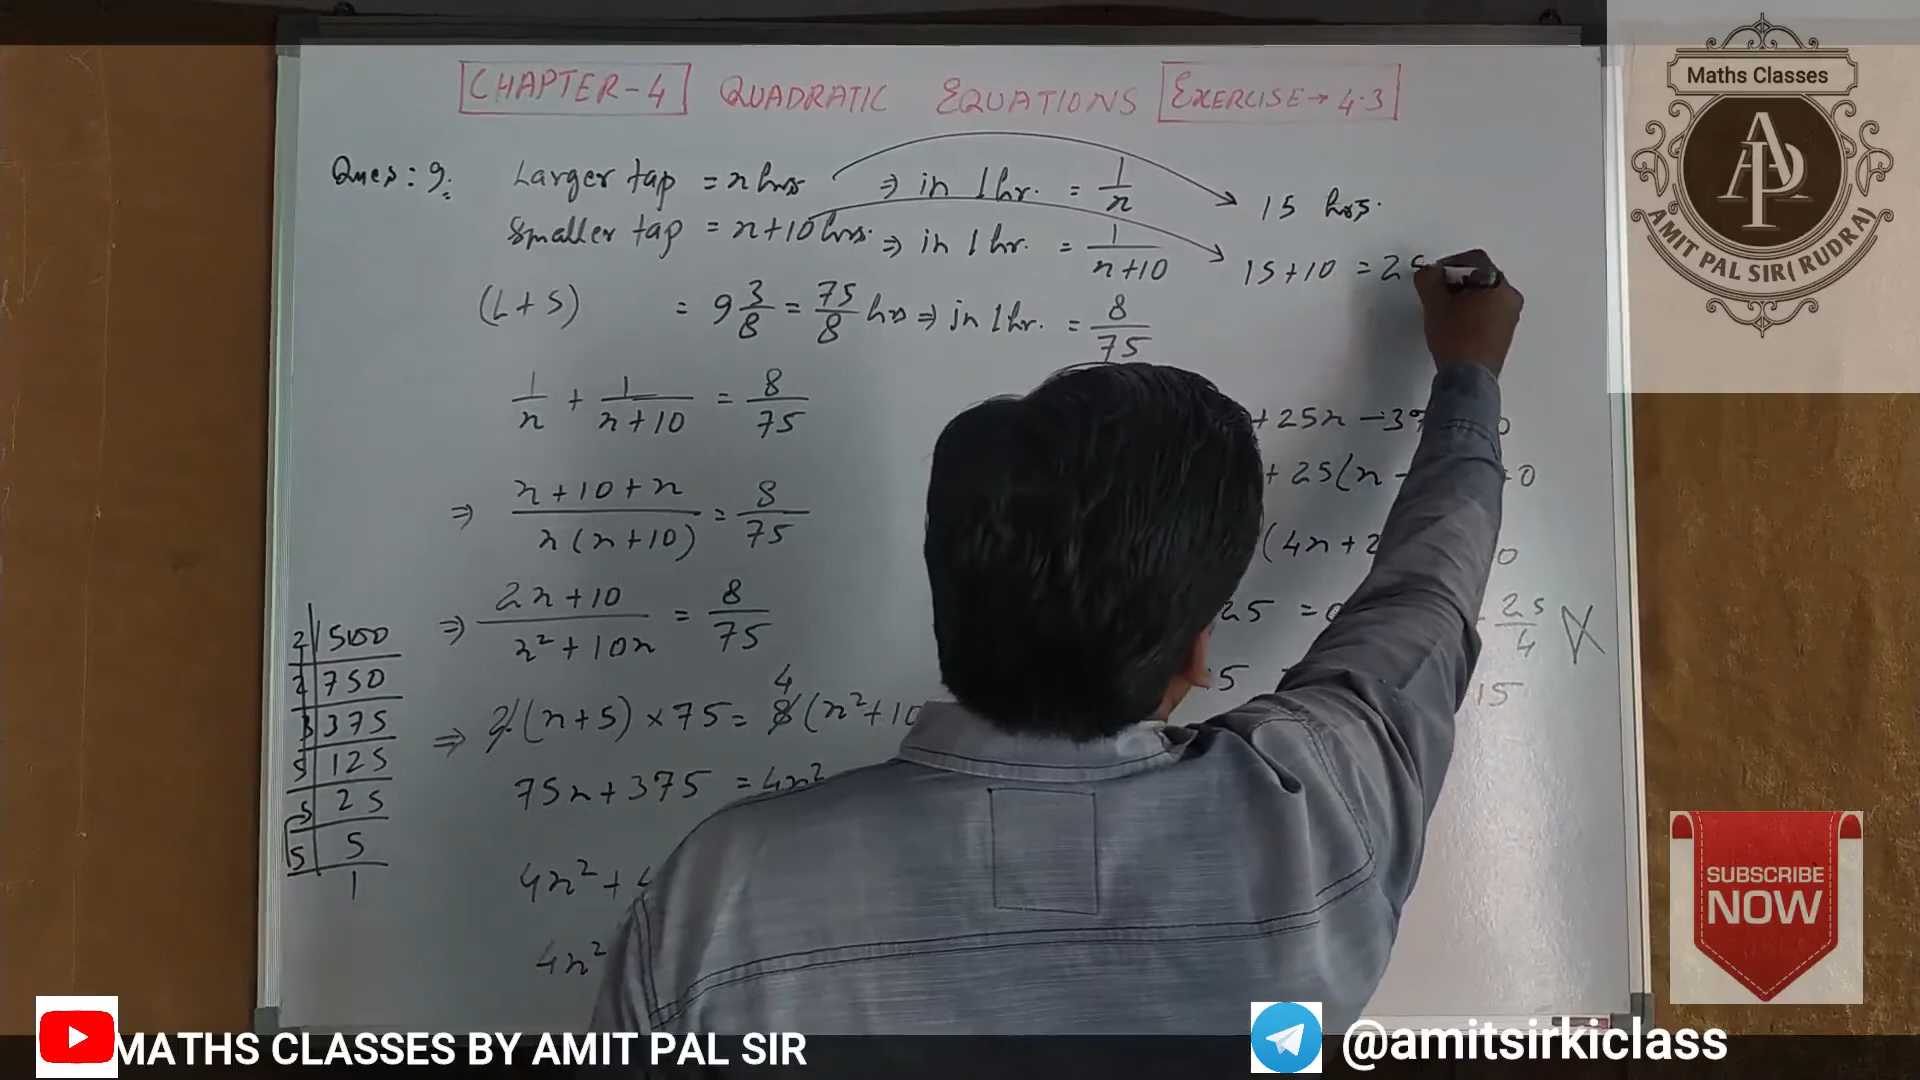 CHAPTER-4 QUADRATIC EQUATIONS EXERCISE→ 4.3
Ques: 9. Larger tap = x hrs ⇒ in 1 hr. = 1/x 15 hrs.
Smaller tap = x+10 hrs. ⇒ in 1 hr. = 1/(x+10) 15+10 = 25
(L+S) = 9 3/8 = 75/8 hrs ⇒ in 1 hr. = 8/75
1/x + 1/(x+10) = 8/75
⇒ (x+10+x)/(x(x+10)) = 8/75
⇒ (2x+10)/(x²+10x) = 8/75
⇒ 2(x+5)×75 = 8 4 (x²+10
75x+375 = 4x²
4x²+
4x²
2 1500
2 750
3 375
5 125
5 25
5 5
1
+25x -
+ 25(x -
(4x+2
25 = 0
25/4
15
Maths Classes
AP
AMIT PAL SIR( RUDRA)
SUBSCRIBE
NOW
MATHS CLASSES BY AMIT PAL SIR
@amitsirkiclass